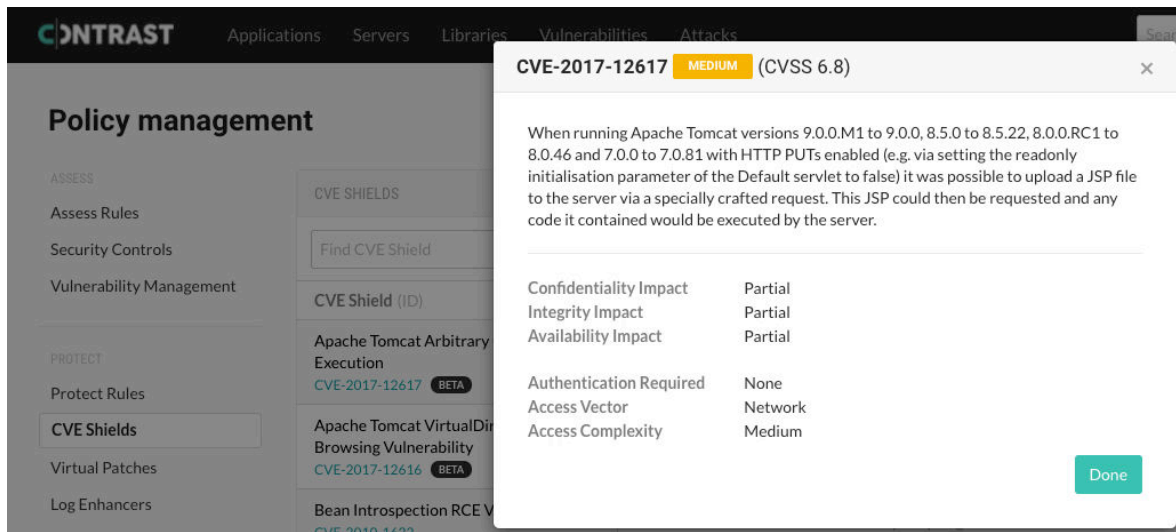 CONTRAST
Applications Servers Libraries Vulnerabilities Attacks
Policy management
ASSESS
Assess Rules
Security Controls
Vulnerability Management
PROTECT
Protect Rules
CVE Shields
Virtual Patches
Log Enhancers
CVE SHIELDS
Find CVE Shield
CVE Shield (ID)
Apache Tomcat Arbitrary
Execution
CVE-2017-12617 BETA
Apache Tomcat
Browsing Vulnerability
CVE-2017-12616 BETA
Bean Introspection RCE
CVE-2017-12617 MEDIUM (CVSS 6.8) ×
When running Apache Tomcat versions 9.0.0.M1 to 9.0.0, 8.5.0 to 8.5.22, 8.0.0.RC1 to
8.0.46 and 7.0.0 to 7.0.81 with HTTP PUTs enabled (e.g. via setting the readonly
initialisation parameter of the Default servlet to false) it was possible to upload a JSP file
to the server via a specially crafted request. This JSP could then be requested and any
code it contained would be executed by the server.
Confidentiality Impact Partial
Integrity Impact Partial
Availability Impact Partial
Authentication Required None
Access Vector Network
Access Complexity Medium
Done